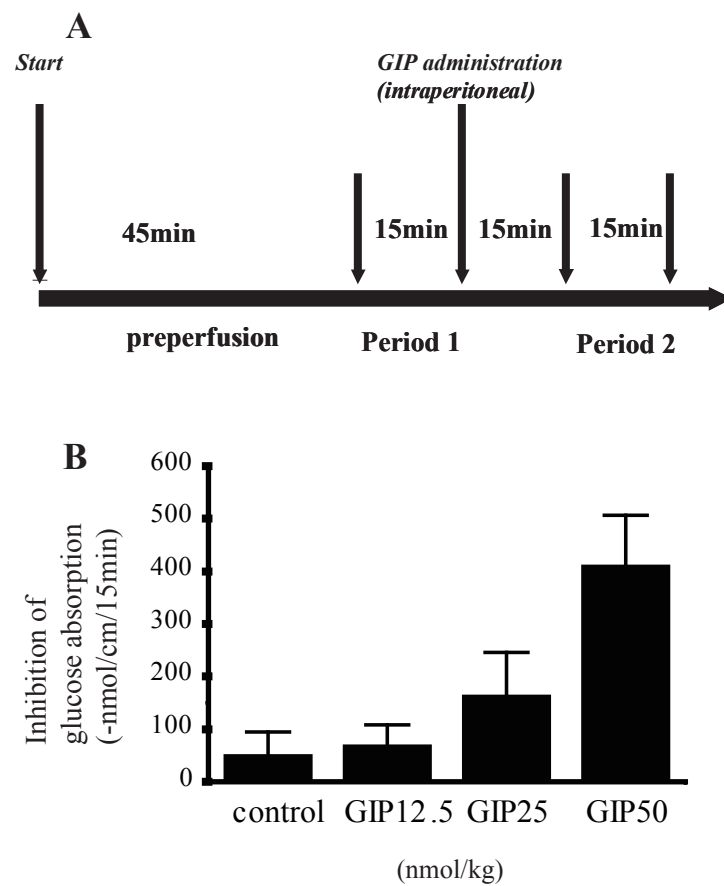 A
Start
GIP administration
(intraperitoneal)
45min
15min
15min
15min
preperfusion
Period 1
Period 2
B
Inhibition of
glucose absorption
(-nmol/cm/15min)
600
500
400
300
200
100
0
control
GIP12.5
GIP25
GIP50
(nmol/kg)